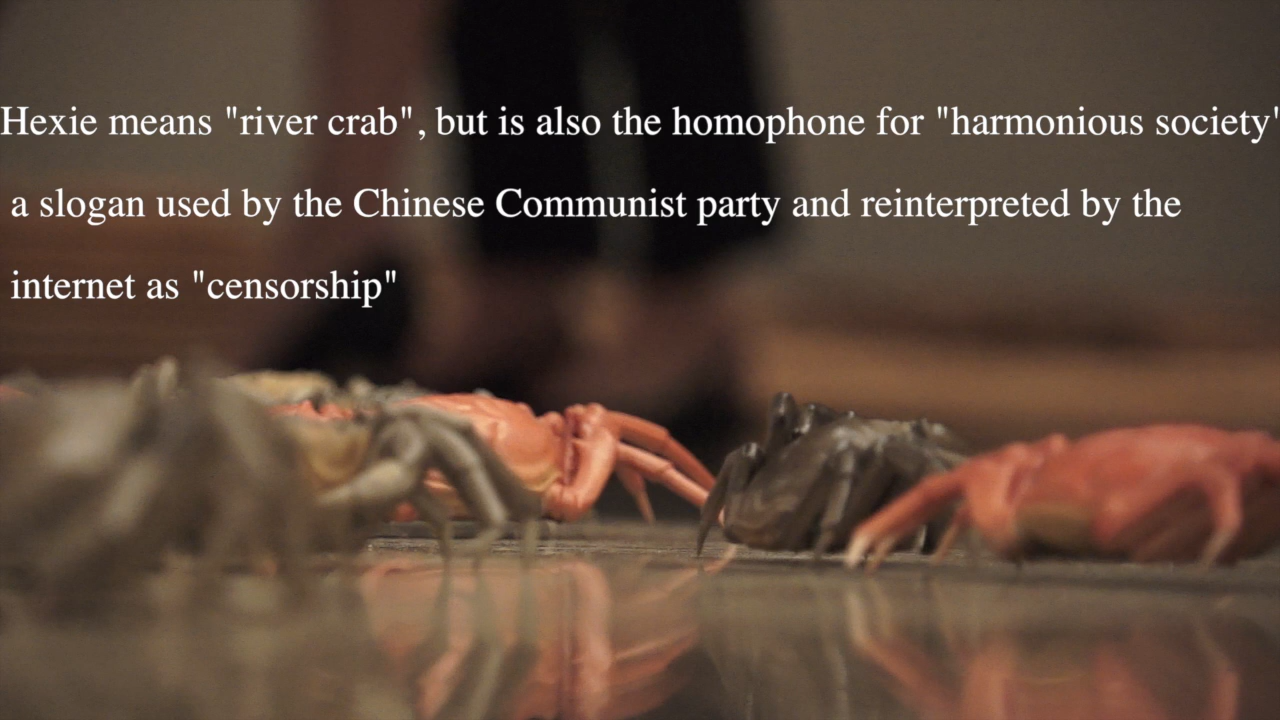 Hexie means "river crab", but is also the homophone for "harmonious society"
a slogan used by the Chinese Communist party and reinterpreted by the
internet as "censorship"